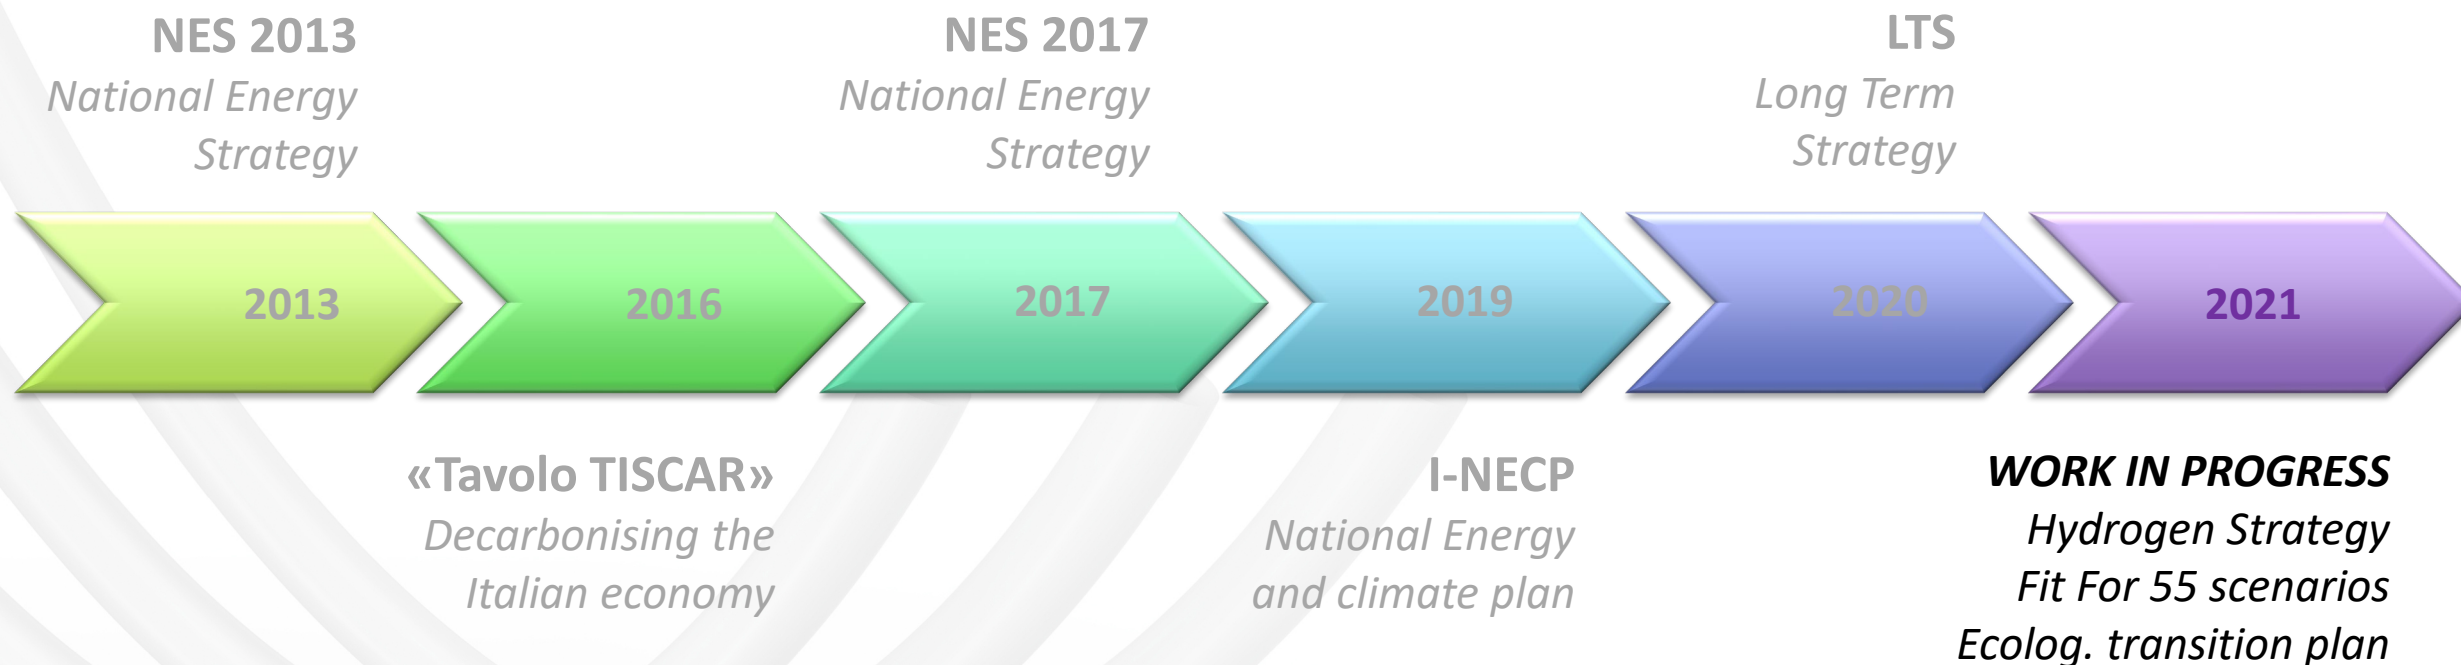 NES 2013
National Energy
Strategy
NES 2017
National Energy
Strategy
LTS
Long Term
Strategy
2013
2016
2017
2019
2020
2021
«Tavolo TISCAR»
Decarbonising the
Italian economy
I-NECP
National Energy
and climate plan
WORK IN PROGRESS
Hydrogen Strategy
Fit For 55 scenarios
Ecolog. transition plan